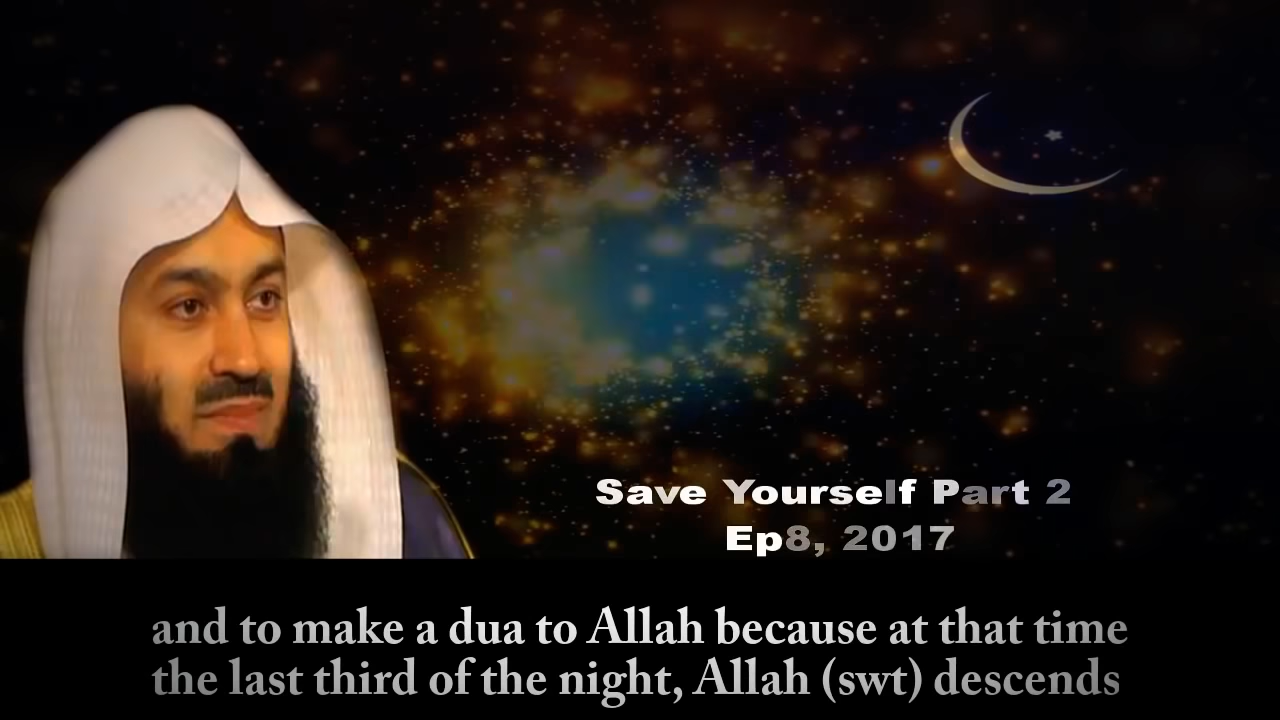 Save Yourself Part 2
Ep8, 2017
and to make a dua to Allah because at that time
the last third of the night, Allah (swt) descends